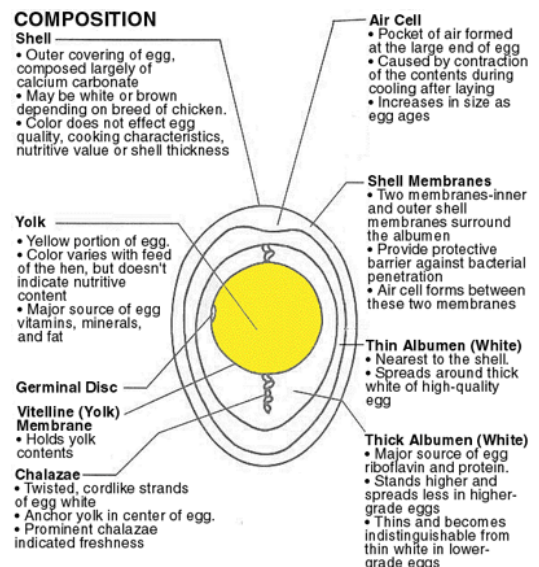 COMPOSITION
Shell
• Outer covering of egg,
composed largely of
calcium carbonate
• May be white or brown
depending on breed of chicken.
• Color does not effect egg
quality, cooking characteristics,
nutritive value or shell thickness
Air Cell
• Pocket of air formed
at the large end of egg
• Caused by contraction
of the contents during
cooling after laying
• Increases in size as
egg ages
Shell Membranes
• Two membranes-inner
and outer shell
membranes surround
the albumen
• Provide protective
barrier against bacterial
penetration
• Air cell forms between
these two membranes
Yolk
• Yellow portion of egg.
• Color varies with feed
of the hen, but doesn't
indicate nutritive
content
• Major source of egg
vitamins, minerals,
and fat
Thin Albumen (White)
• Nearest to the shell.
• Spreads around thick
white of high-quality
egg
Germinal Disc
Vitelline (Yolk)
Membrane
• Holds yolk
contents
Chalazae
• Twisted, cordlike strands
of egg white
• Anchor yolk in center of egg.
• Prominent chalazae
indicated freshness
Thick Albumen (White)
• Major source of egg
riboflavin and protein.
• Stands higher and
spreads less in higher-
grade eggs
• Thins and becomes
indistinguishable from
thin white in lower-
grade eggs